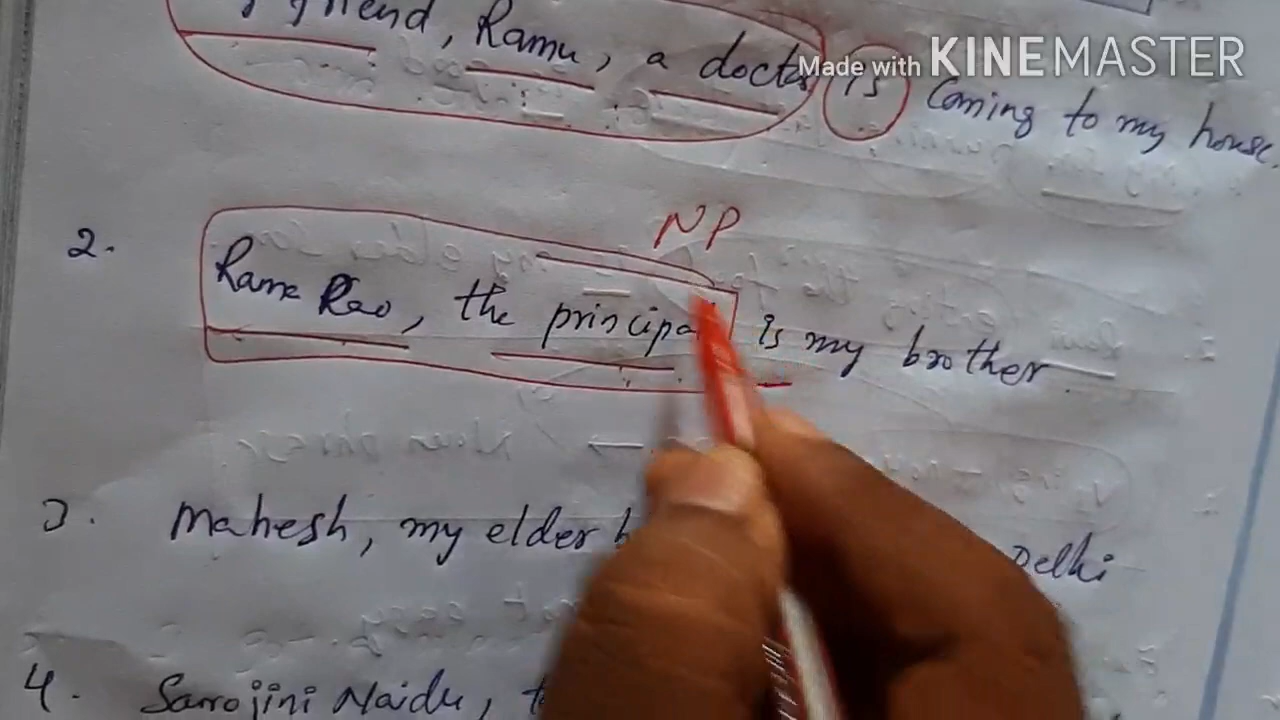 friend, Ramu, a doctor is coming to my house.
Made with KINEMASTER
NP
2. Rama Rao, the principal is my brother
3. Mahesh, my elder Delhi
4. Sarojini Naidu,